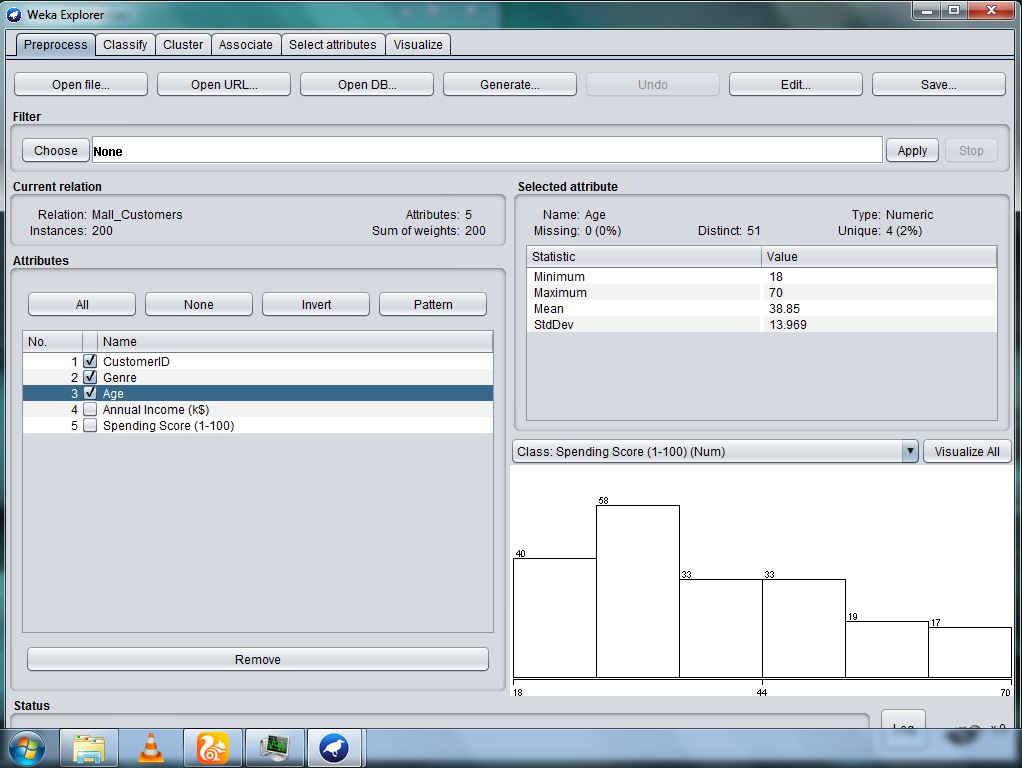 Weka Explorer
Preprocess Classify Cluster Associate Select attributes Visualize
Open file... Open URL... Open DB... Generate... Undo Edit... Save...
Filter
Choose None Apply Stop
Current relation
Relation: Mall_Customers Attributes: 5
Instances: 200 Sum of weights: 200
Attributes
All None Invert Pattern
No. Name
1 CustomerID
2 Genre
3 Age
4 Annual Income (k$)
5 Spending Score (1-100)
Remove
Selected attribute
Name: Age Type: Numeric
Missing: 0 (0%) Distinct: 51 Unique: 4 (2%)
Statistic Value
Minimum 18
Maximum 70
Mean 38.85
StdDev 13.969
Class: Spending Score (1-100) (Num) Visualize All
58
40
33 33
19
17
18 44 70
Status
Log x 0